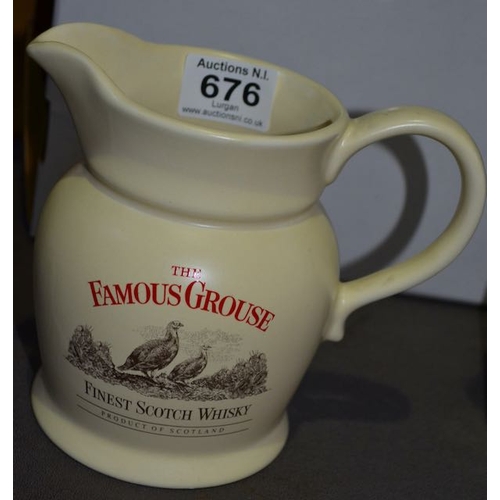 Auctions N.I.
676
Lurgan
www.auctionsni.co.uk
THE
FAMOUS GROUSE
FINEST SCOTCH WHISKY
PRODUCT OF SCOTLAND